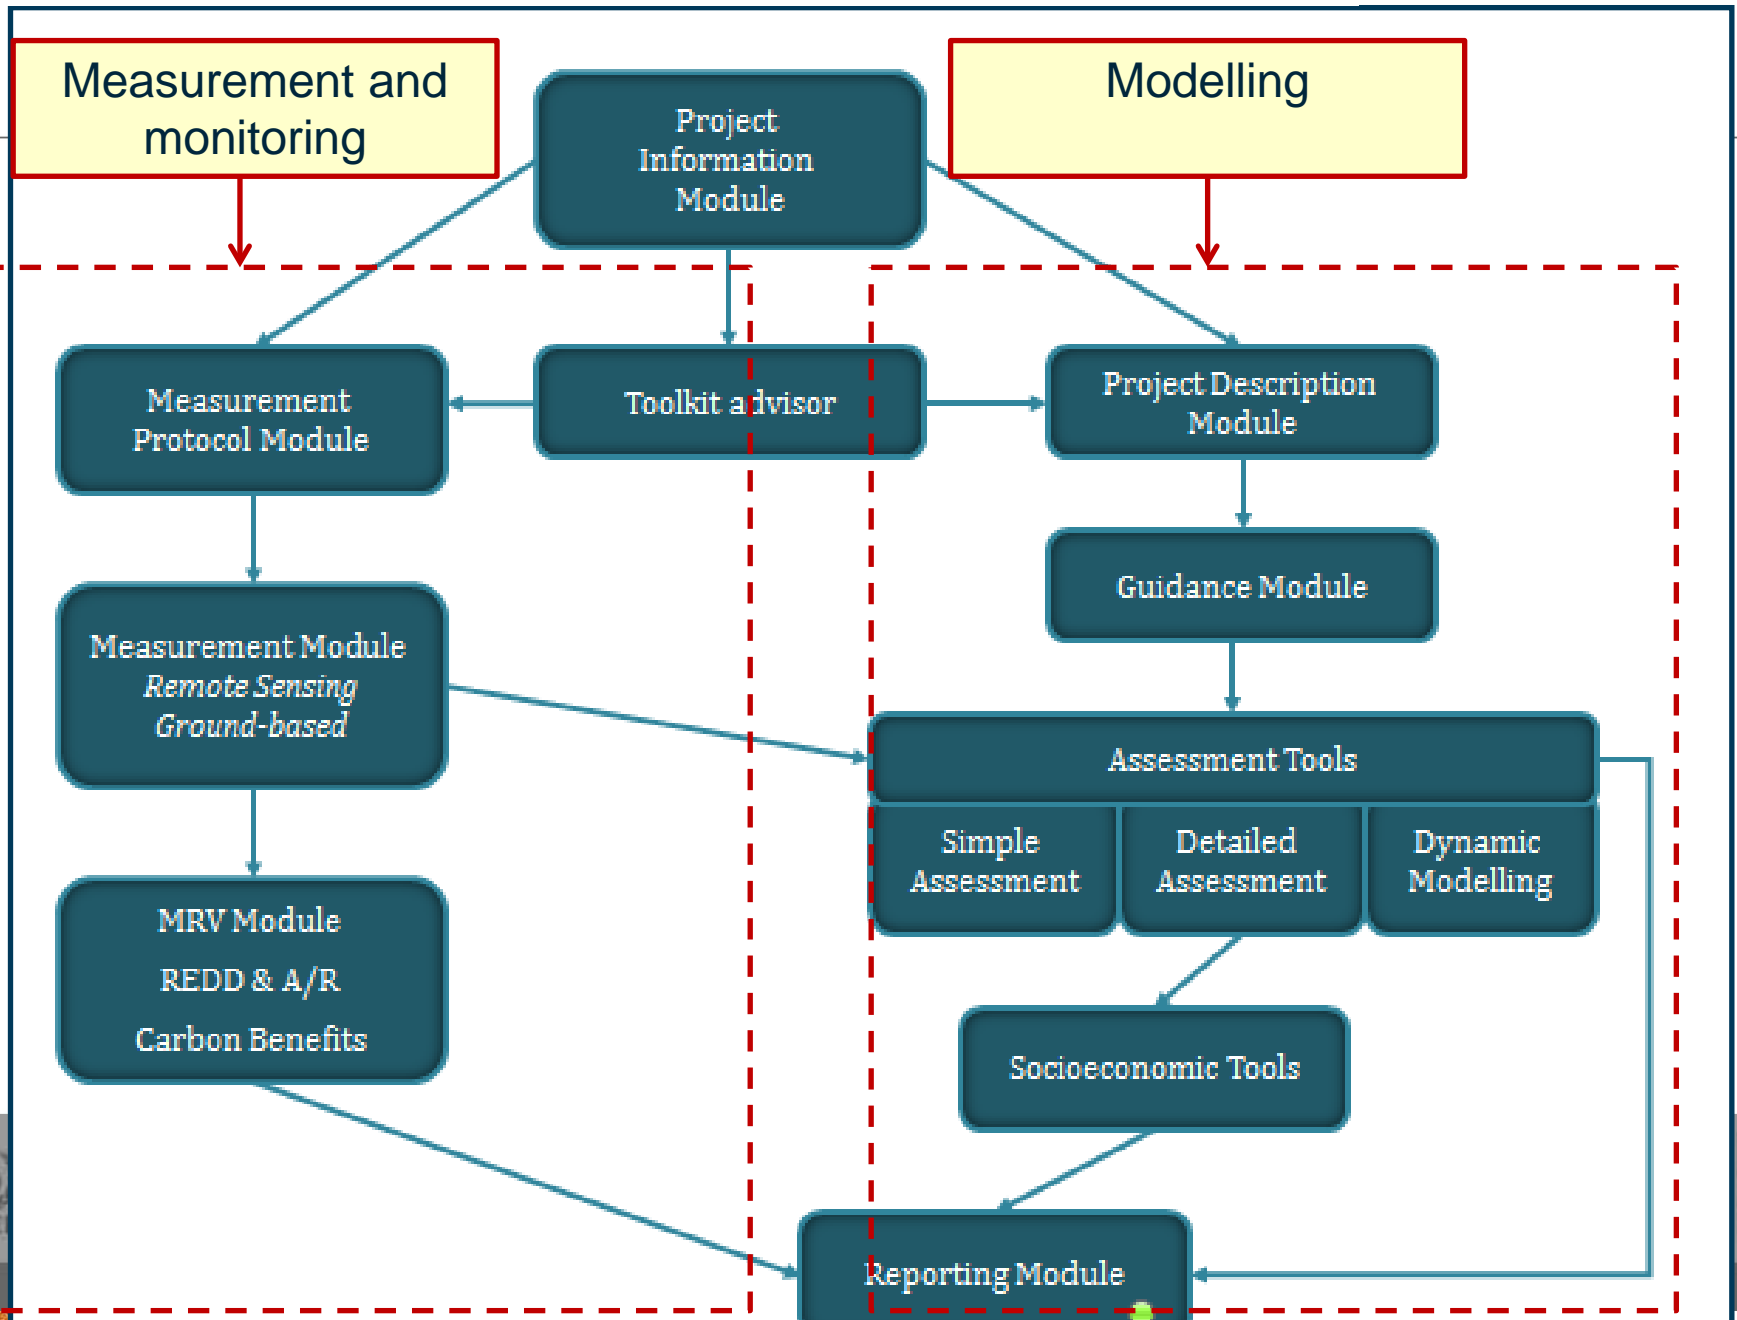 Measurement and
monitoring
Modelling
Project
Information
Module
Measurement
Protocol Module
Toolkit advisor
Project Description
Module
Guidance Module
Measurement Module
Remote Sensing
Ground-based
Assessment Tools
Simple
Assessment
Detailed
Assessment
Dynamic
Modelling
MRV Module
REDD & A/R
Carbon Benefits
Socioeconomic Tools
Reporting Module